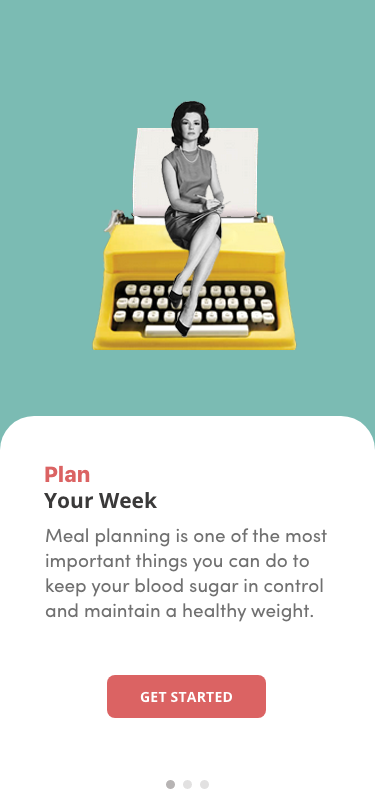 Plan
Your Week
Meal planning is one of the most
important things you can do to
keep your blood sugar in control
and maintain a healthy weight.
GET STARTED